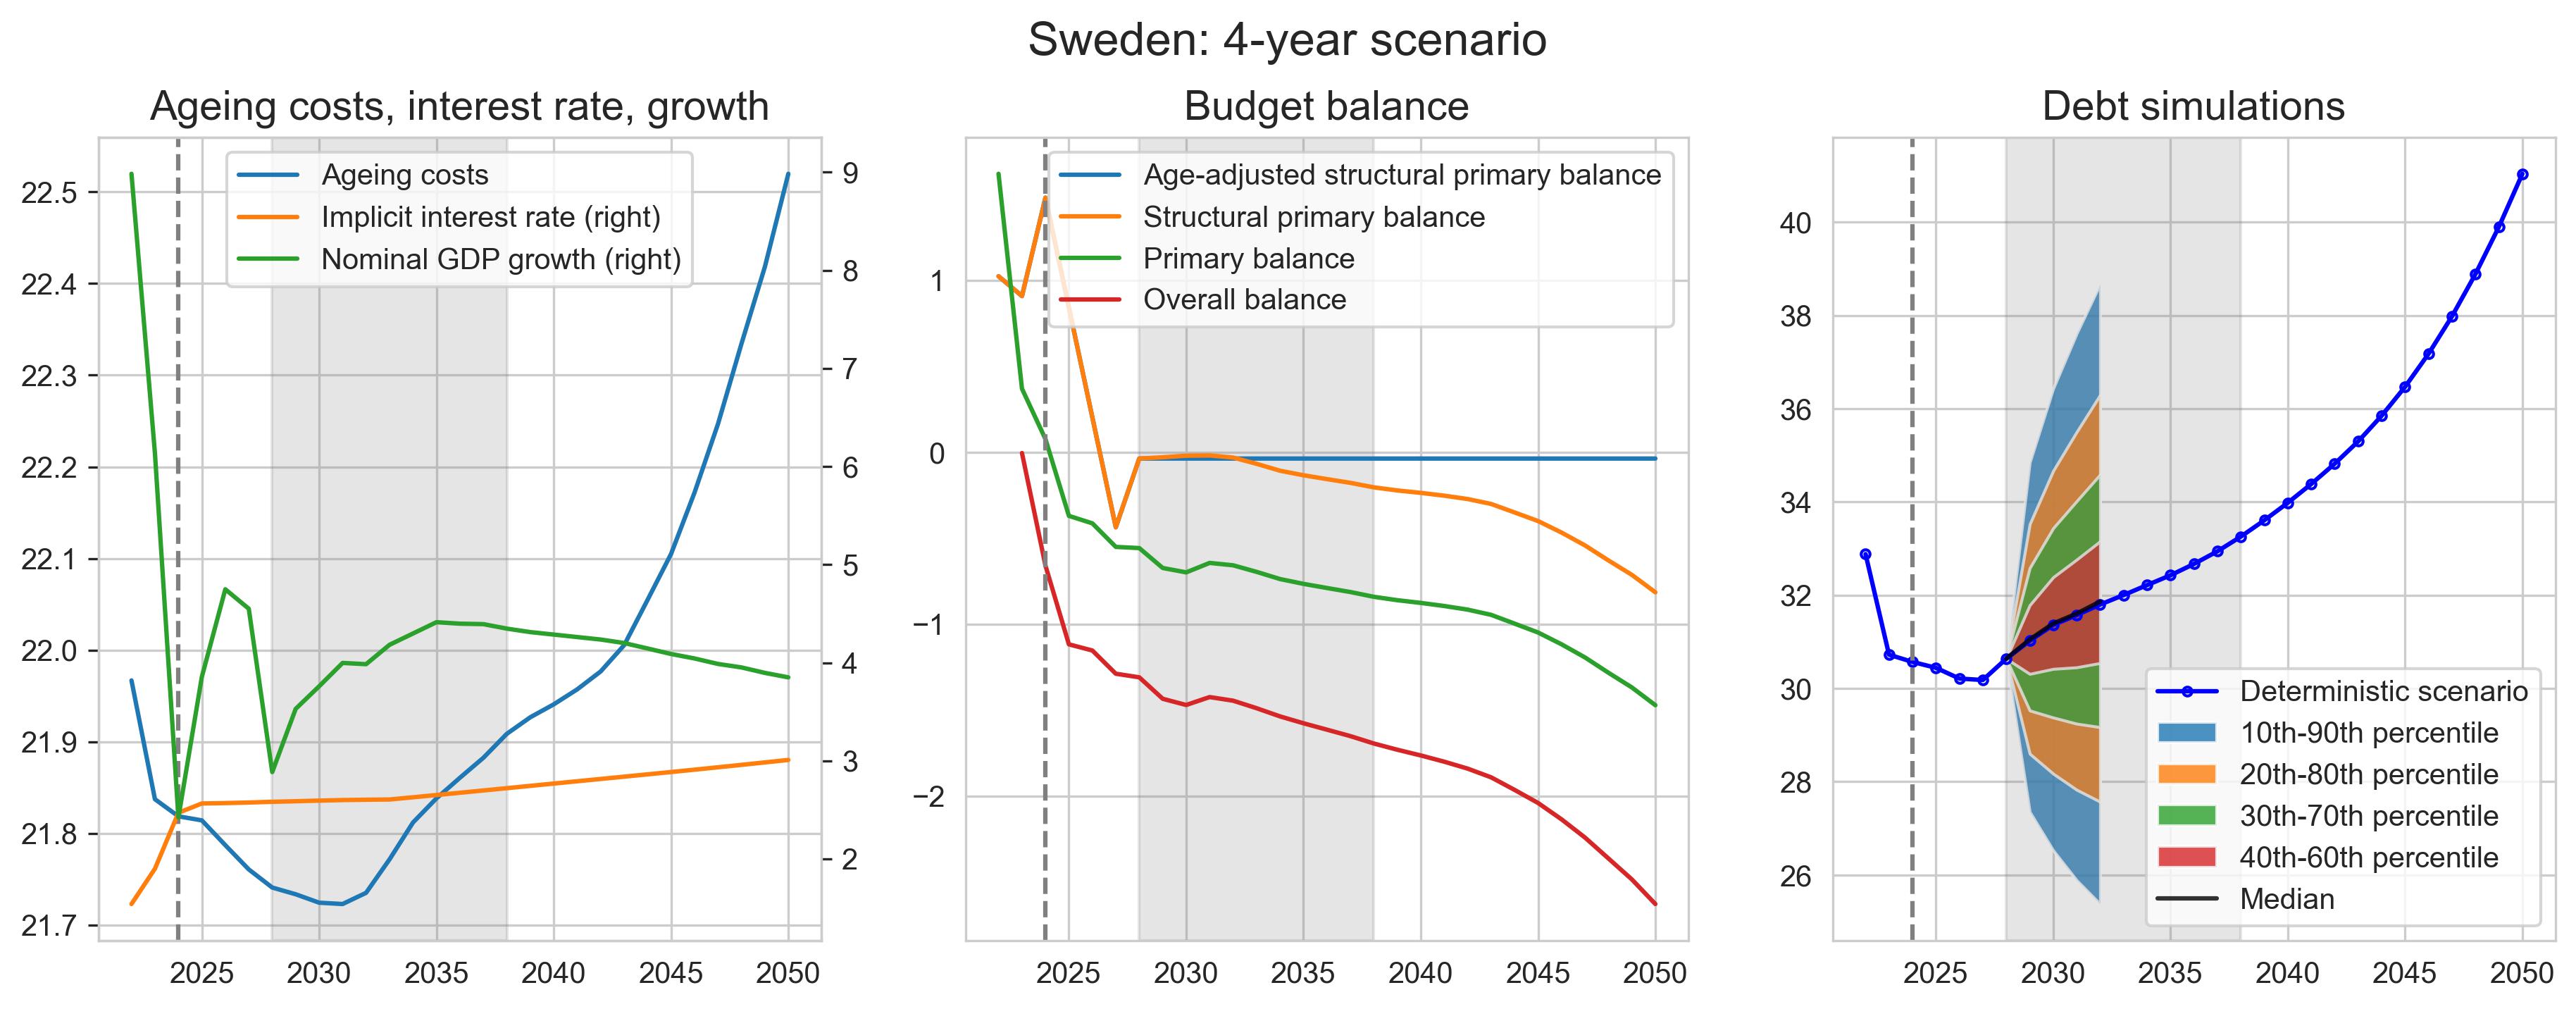 Sweden: 4-year scenario
Ageing costs, interest rate, growth
Ageing costs
Implicit interest rate (right)
Nominal GDP growth (right)
22.5
22.4
22.3
22.2
22.1
22.0
21.9
21.8
21.7
9
8
7
6
5
4
3
2
2025 2030 2035 2040 2045 2050
Budget balance
Age-adjusted structural primary balance
Structural primary balance
Primary balance
Overall balance
1
0
−1
−2
2025 2030 2035 2040 2045 2050
Debt simulations
40
38
36
34
32
30
28
26
Deterministic scenario
10th-90th percentile
20th-80th percentile
30th-70th percentile
40th-60th percentile
Median
2025 2030 2035 2040 2045 2050